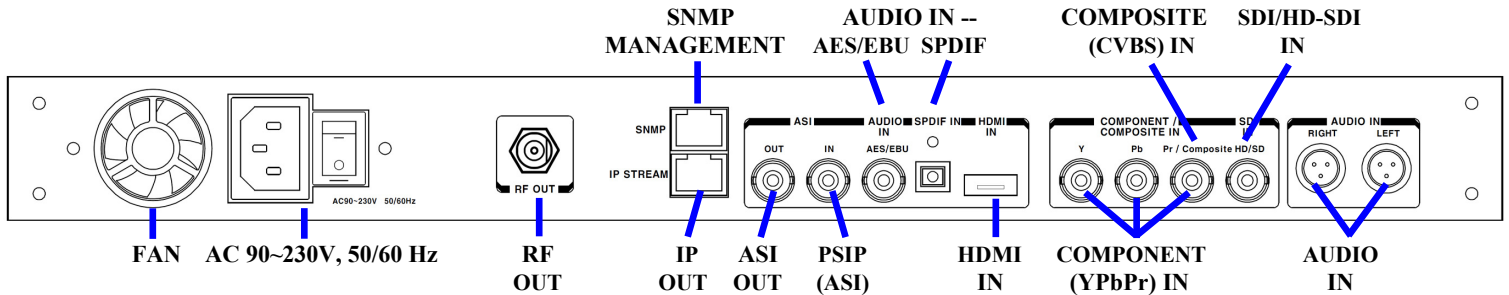 SNMP
MANAGEMENT
AUDIO IN --
AES/EBU SPDIF
COMPOSITE
(CVBS) IN
SDI/HD-SDI
IN
SNMP
IP STREAM
RF OUT
AC90~230V 50/60Hz
ASI
OUT
IN
AUDIO
IN
AES/EBU
SPDIF IN
HDMI
IN
COMPONENT /
COMPOSITE IN
Y
Pb
Pr / Composite
SDI
IN
HD/SD
AUDIO IN
RIGHT
LEFT
FAN
AC 90~230V, 50/60 Hz
RF
OUT
IP
OUT
ASI
OUT
PSIP
(ASI)
HDMI
IN
COMPONENT
(YPbPr) IN
AUDIO
IN